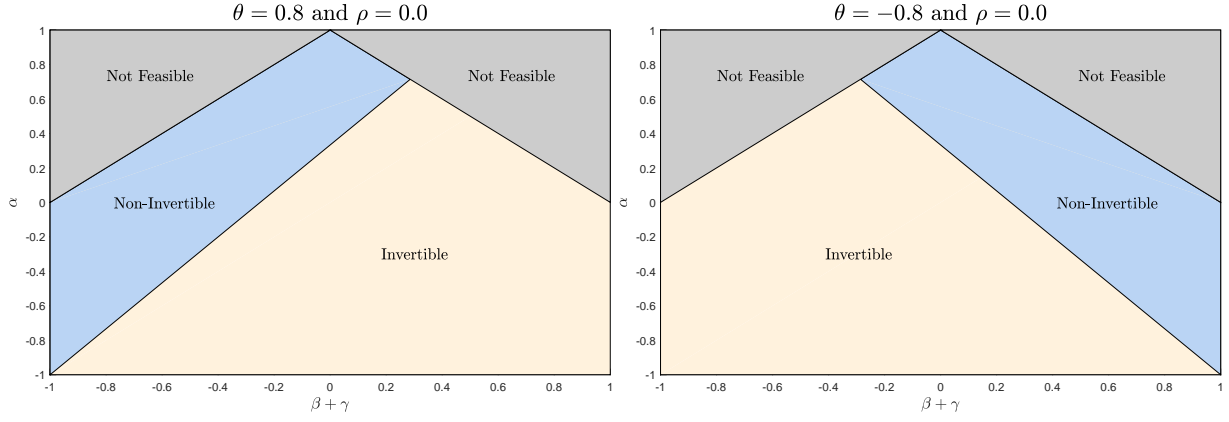 θ = 0.8 and ρ = 0.0
1
0.8
0.6
0.4
0.2
0
-0.2
-0.4
-0.6
-0.8
-1
α
Not Feasible
Not Feasible
Non-Invertible
Invertible
-1 -0.8 -0.6 -0.4 -0.2 0 0.2 0.4 0.6 0.8 1
β + γ
θ = −0.8 and ρ = 0.0
1
0.8
0.6
0.4
0.2
0
-0.2
-0.4
-0.6
-0.8
-1
α
Not Feasible
Not Feasible
Non-Invertible
Invertible
-1 -0.8 -0.6 -0.4 -0.2 0 0.2 0.4 0.6 0.8 1
β + γ